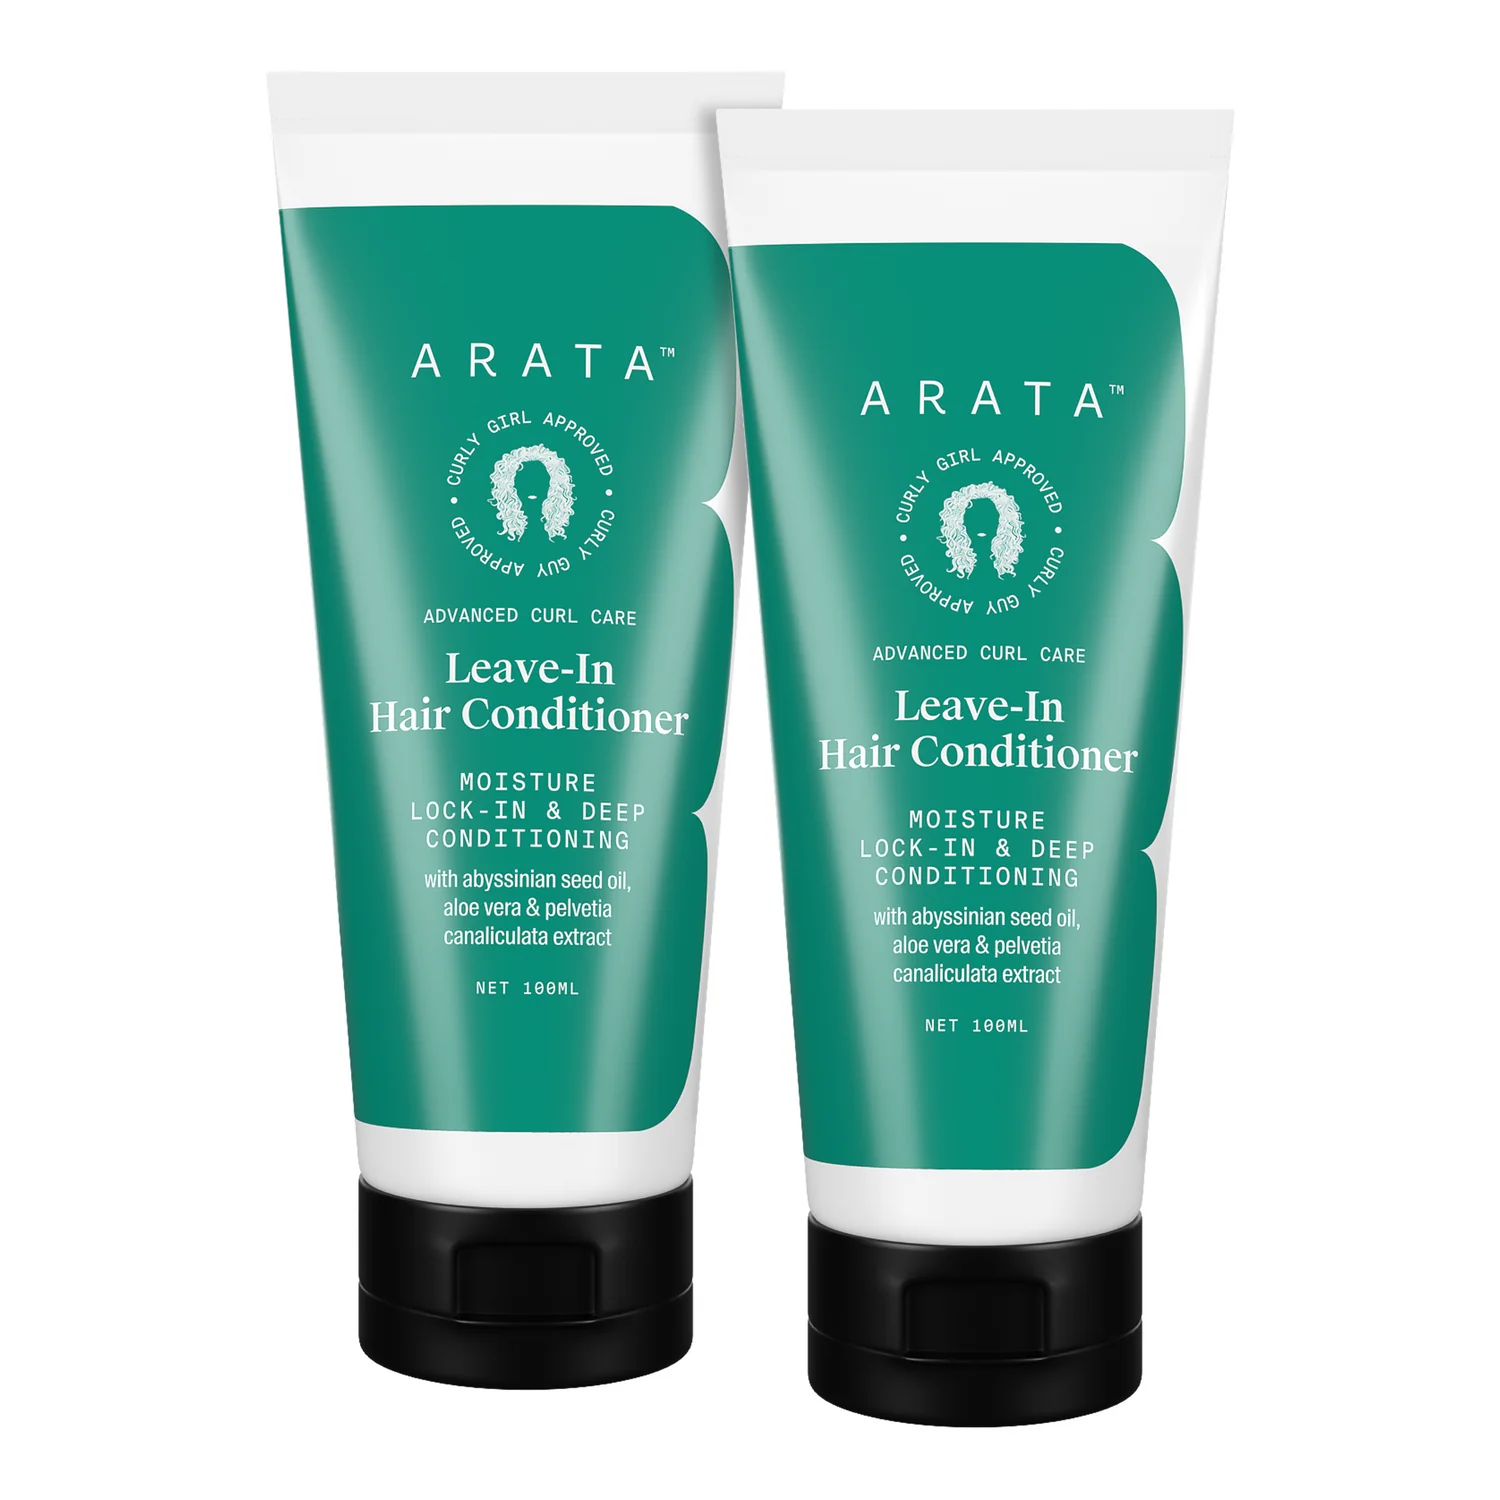 ARATA™
CURLY GIRL APPROVED • CURLY GUY APPROVED •
ADVANCED CURL CARE
Leave-In
Hair Conditioner
MOISTURE
LOCK-IN & DEEP
CONDITIONING
with abyssinian seed oil,
aloe vera & pelvetia
canaliculata extract
NET 100ML
ARATA™
CURLY GIRL APPROVED • CURLY GUY APPROVED •
ADVANCED CURL CARE
Leave-In
Hair Conditioner
MOISTURE
LOCK-IN & DEEP
CONDITIONING
with abyssinian seed oil,
aloe vera & pelvetia
canaliculata extract
NET 100ML